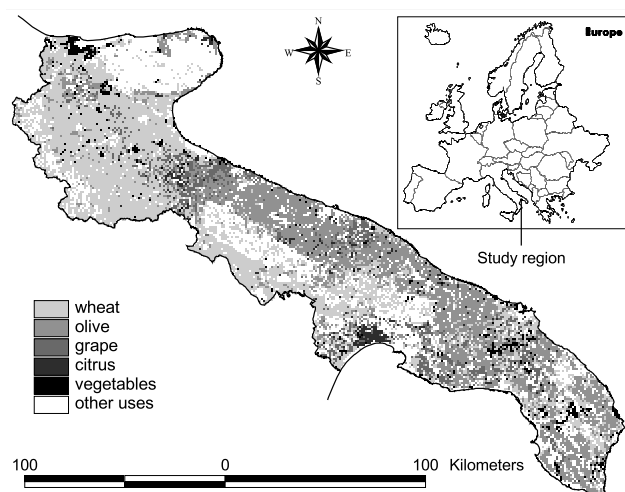 N
W E
S
Europe
Study region
wheat
olive
grape
citrus
vegetables
other uses
100 0 100 Kilometers